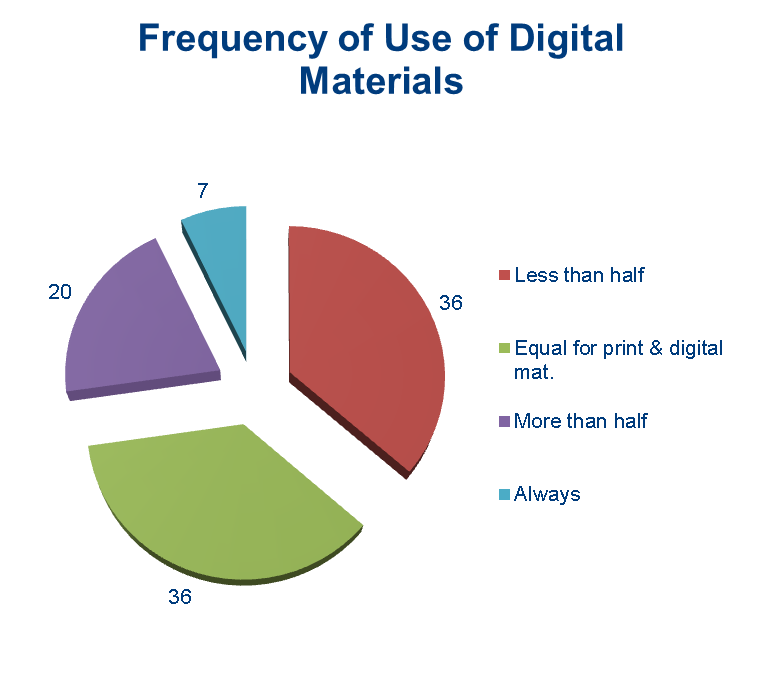 Frequency of Use of Digital
Materials
7
20
36
36
Less than half
Equal for print & digital
mat.
More than half
Always